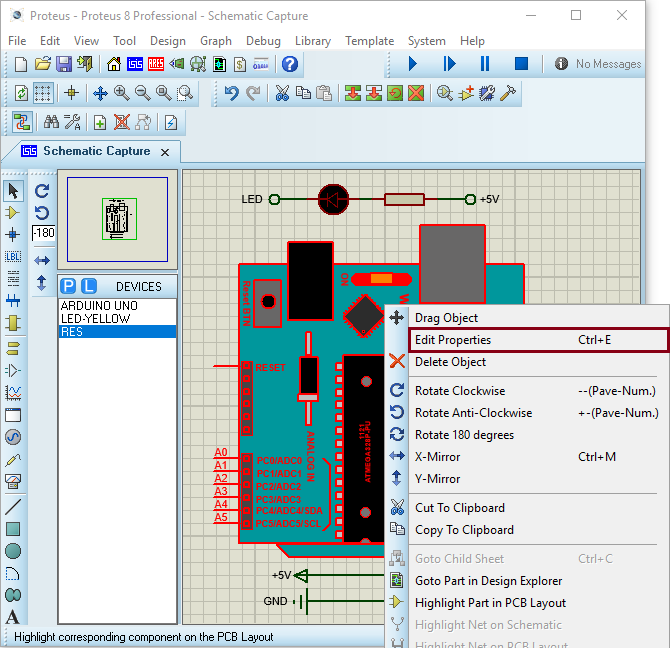 Proteus - Proteus 8 Professional - Schematic Capture
File Edit View Tool Design Graph Debug Library Template System Help
No Messages
Schematic Capture
-180
LBL
P L DEVICES
ARDUINO UNO
LED-YELLOW
RES
LED
+5V
Reset BTN
ON
RESET
1121
ATMEGA328P-PU
ANALOG IN
A0
A1
A2
A3
A4
A5
PC0/ADC0
PC1/ADC1
PC2/ADC2
PC3/ADC3
PC4/ADC4/SDA
PC5/ADC5/SCL
+5V
GND
Drag Object
Edit Properties Ctrl+E
Delete Object
Rotate Clockwise --(Pave-Num.)
Rotate Anti-Clockwise +-(Pave-Num.)
Rotate 180 degrees
X-Mirror Ctrl+M
Y-Mirror
Cut To Clipboard
Copy To Clipboard
Goto Child Sheet Ctrl+C
Goto Part in Design Explorer
Highlight Part in PCB Layout
Highlight Net on Schematic
Highlight Net on PCB Layout
A
Highlight corresponding component on the PCB Layout